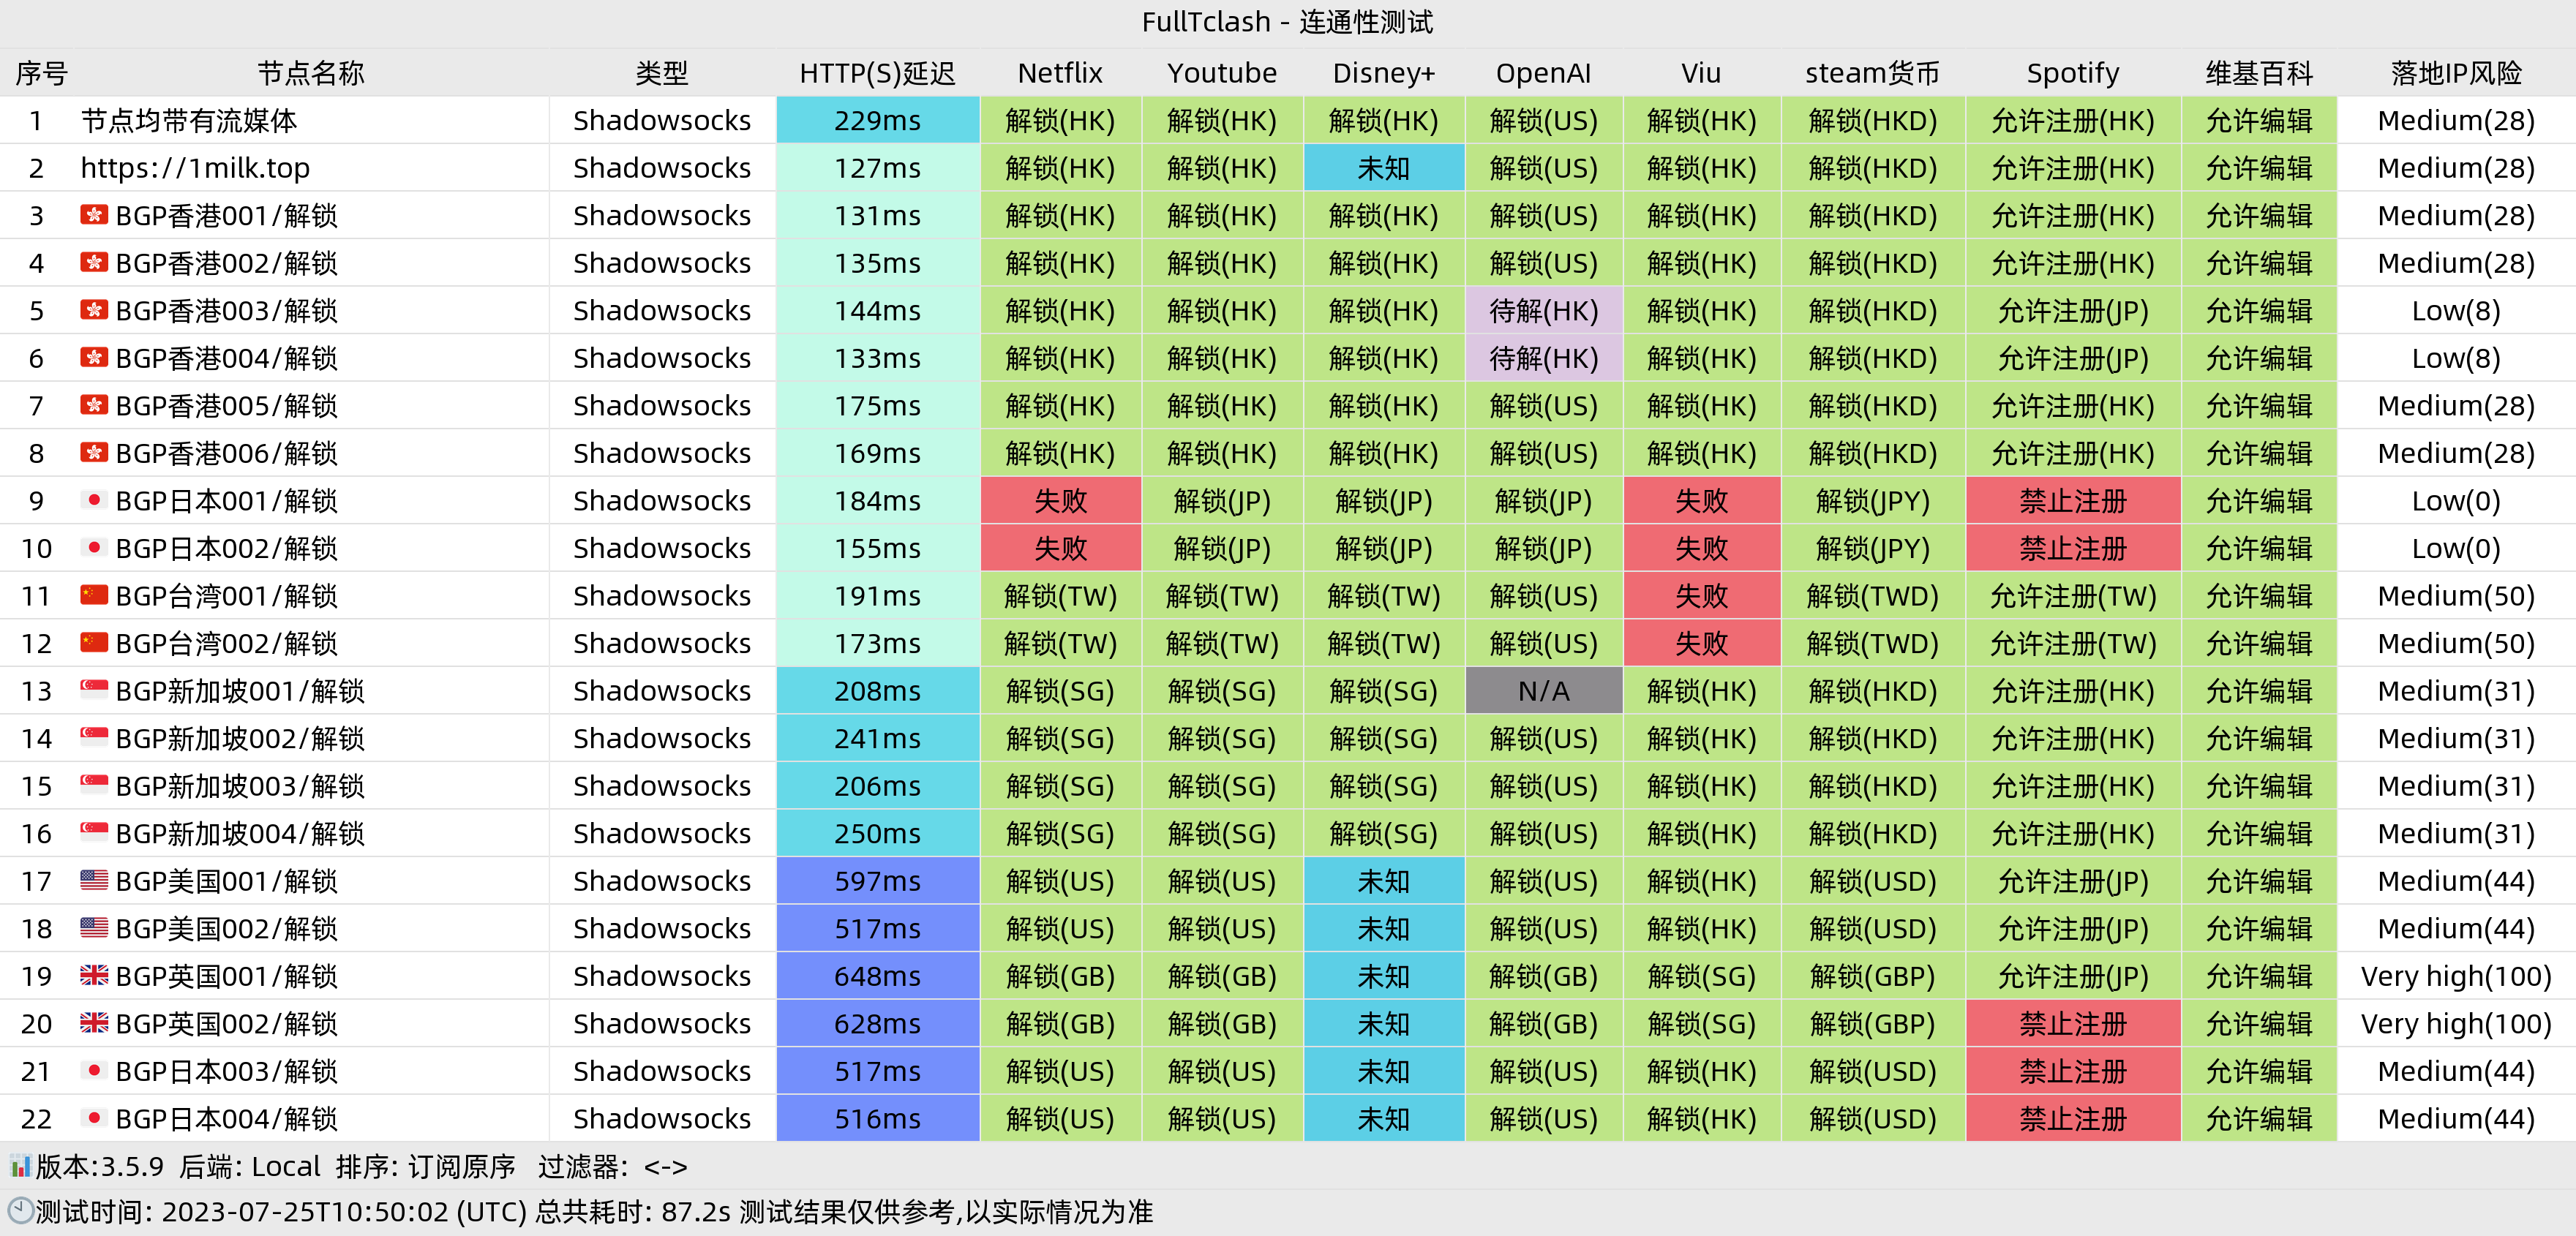 FullTclash - 连通性测试
序号 节点名称 类型 HTTP(S)延迟 Netflix Youtube Disney+ OpenAI Viu steam货币 Spotify 维基百科 落地IP风险
1 节点均带有流媒体 Shadowsocks 229ms 解锁(HK) 解锁(HK) 解锁(HK) 解锁(US) 解锁(HK) 解锁(HKD) 允许注册(HK) 允许编辑 Medium(28)
2 https://1milk.top Shadowsocks 127ms 解锁(HK) 解锁(HK) 未知 解锁(US) 解锁(HK) 解锁(HKD) 允许注册(HK) 允许编辑 Medium(28)
3 BGP香港001/解锁 Shadowsocks 131ms 解锁(HK) 解锁(HK) 解锁(HK) 解锁(US) 解锁(HK) 解锁(HKD) 允许注册(HK) 允许编辑 Medium(28)
4 BGP香港002/解锁 Shadowsocks 135ms 解锁(HK) 解锁(HK) 解锁(HK) 解锁(US) 解锁(HK) 解锁(HKD) 允许注册(HK) 允许编辑 Medium(28)
5 BGP香港003/解锁 Shadowsocks 144ms 解锁(HK) 解锁(HK) 解锁(HK) 待解(HK) 解锁(HK) 解锁(HKD) 允许注册(JP) 允许编辑 Low(8)
6 BGP香港004/解锁 Shadowsocks 133ms 解锁(HK) 解锁(HK) 解锁(HK) 待解(HK) 解锁(HK) 解锁(HKD) 允许注册(JP) 允许编辑 Low(8)
7 BGP香港005/解锁 Shadowsocks 175ms 解锁(HK) 解锁(HK) 解锁(HK) 解锁(US) 解锁(HK) 解锁(HKD) 允许注册(HK) 允许编辑 Medium(28)
8 BGP香港006/解锁 Shadowsocks 169ms 解锁(HK) 解锁(HK) 解锁(HK) 解锁(US) 解锁(HK) 解锁(HKD) 允许注册(HK) 允许编辑 Medium(28)
9 BGP日本001/解锁 Shadowsocks 184ms 失败 解锁(JP) 解锁(JP) 解锁(JP) 失败 解锁(JPY) 禁止注册 允许编辑 Low(0)
10 BGP日本002/解锁 Shadowsocks 155ms 失败 解锁(JP) 解锁(JP) 解锁(JP) 失败 解锁(JPY) 禁止注册 允许编辑 Low(0)
11 BGP台湾001/解锁 Shadowsocks 191ms 解锁(TW) 解锁(TW) 解锁(TW) 解锁(US) 失败 解锁(TWD) 允许注册(TW) 允许编辑 Medium(50)
12 BGP台湾002/解锁 Shadowsocks 173ms 解锁(TW) 解锁(TW) 解锁(TW) 解锁(US) 失败 解锁(TWD) 允许注册(TW) 允许编辑 Medium(50)
13 BGP新加坡001/解锁 Shadowsocks 208ms 解锁(SG) 解锁(SG) 解锁(SG) N/A 解锁(HK) 解锁(HKD) 允许注册(HK) 允许编辑 Medium(31)
14 BGP新加坡002/解锁 Shadowsocks 241ms 解锁(SG) 解锁(SG) 解锁(SG) 解锁(US) 解锁(HK) 解锁(HKD) 允许注册(HK) 允许编辑 Medium(31)
15 BGP新加坡003/解锁 Shadowsocks 206ms 解锁(SG) 解锁(SG) 解锁(SG) 解锁(US) 解锁(HK) 解锁(HKD) 允许注册(HK) 允许编辑 Medium(31)
16 BGP新加坡004/解锁 Shadowsocks 250ms 解锁(SG) 解锁(SG) 解锁(SG) 解锁(US) 解锁(HK) 解锁(HKD) 允许注册(HK) 允许编辑 Medium(31)
17 BGP美国001/解锁 Shadowsocks 597ms 解锁(US) 解锁(US) 未知 解锁(US) 解锁(HK) 解锁(USD) 允许注册(JP) 允许编辑 Medium(44)
18 BGP美国002/解锁 Shadowsocks 517ms 解锁(US) 解锁(US) 未知 解锁(US) 解锁(HK) 解锁(USD) 允许注册(JP) 允许编辑 Medium(44)
19 BGP英国001/解锁 Shadowsocks 648ms 解锁(GB) 解锁(GB) 未知 解锁(GB) 解锁(SG) 解锁(GBP) 允许注册(JP) 允许编辑 Very high(100)
20 BGP英国002/解锁 Shadowsocks 628ms 解锁(GB) 解锁(GB) 未知 解锁(GB) 解锁(SG) 解锁(GBP) 禁止注册 允许编辑 Very high(100)
21 BGP日本003/解锁 Shadowsocks 517ms 解锁(US) 解锁(US) 未知 解锁(US) 解锁(HK) 解锁(USD) 禁止注册 允许编辑 Medium(44)
22 BGP日本004/解锁 Shadowsocks 516ms 解锁(US) 解锁(US) 未知 解锁(US) 解锁(HK) 解锁(USD) 禁止注册 允许编辑 Medium(44)
版本:3.5.9 后端: Local 排序: 订阅原序 过滤器: <->
测试时间: 2023-07-25T10:50:02 (UTC) 总共耗时: 87.2s 测试结果仅供参考,以实际情况为准